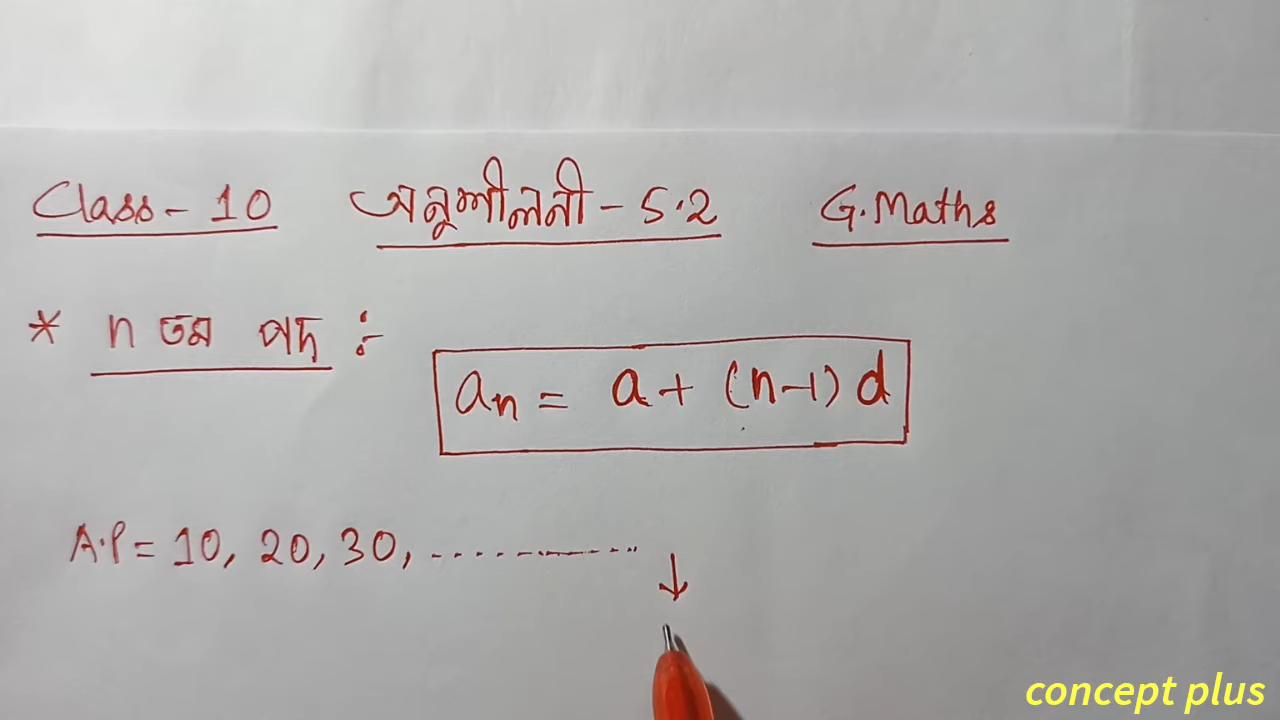 Class - 10 অনুশীলনী - 5.2 G. Maths
* n তম পদ :-
an = a + (n-1) d
A.P = 10, 20, 30, ..............
↓
concept plus